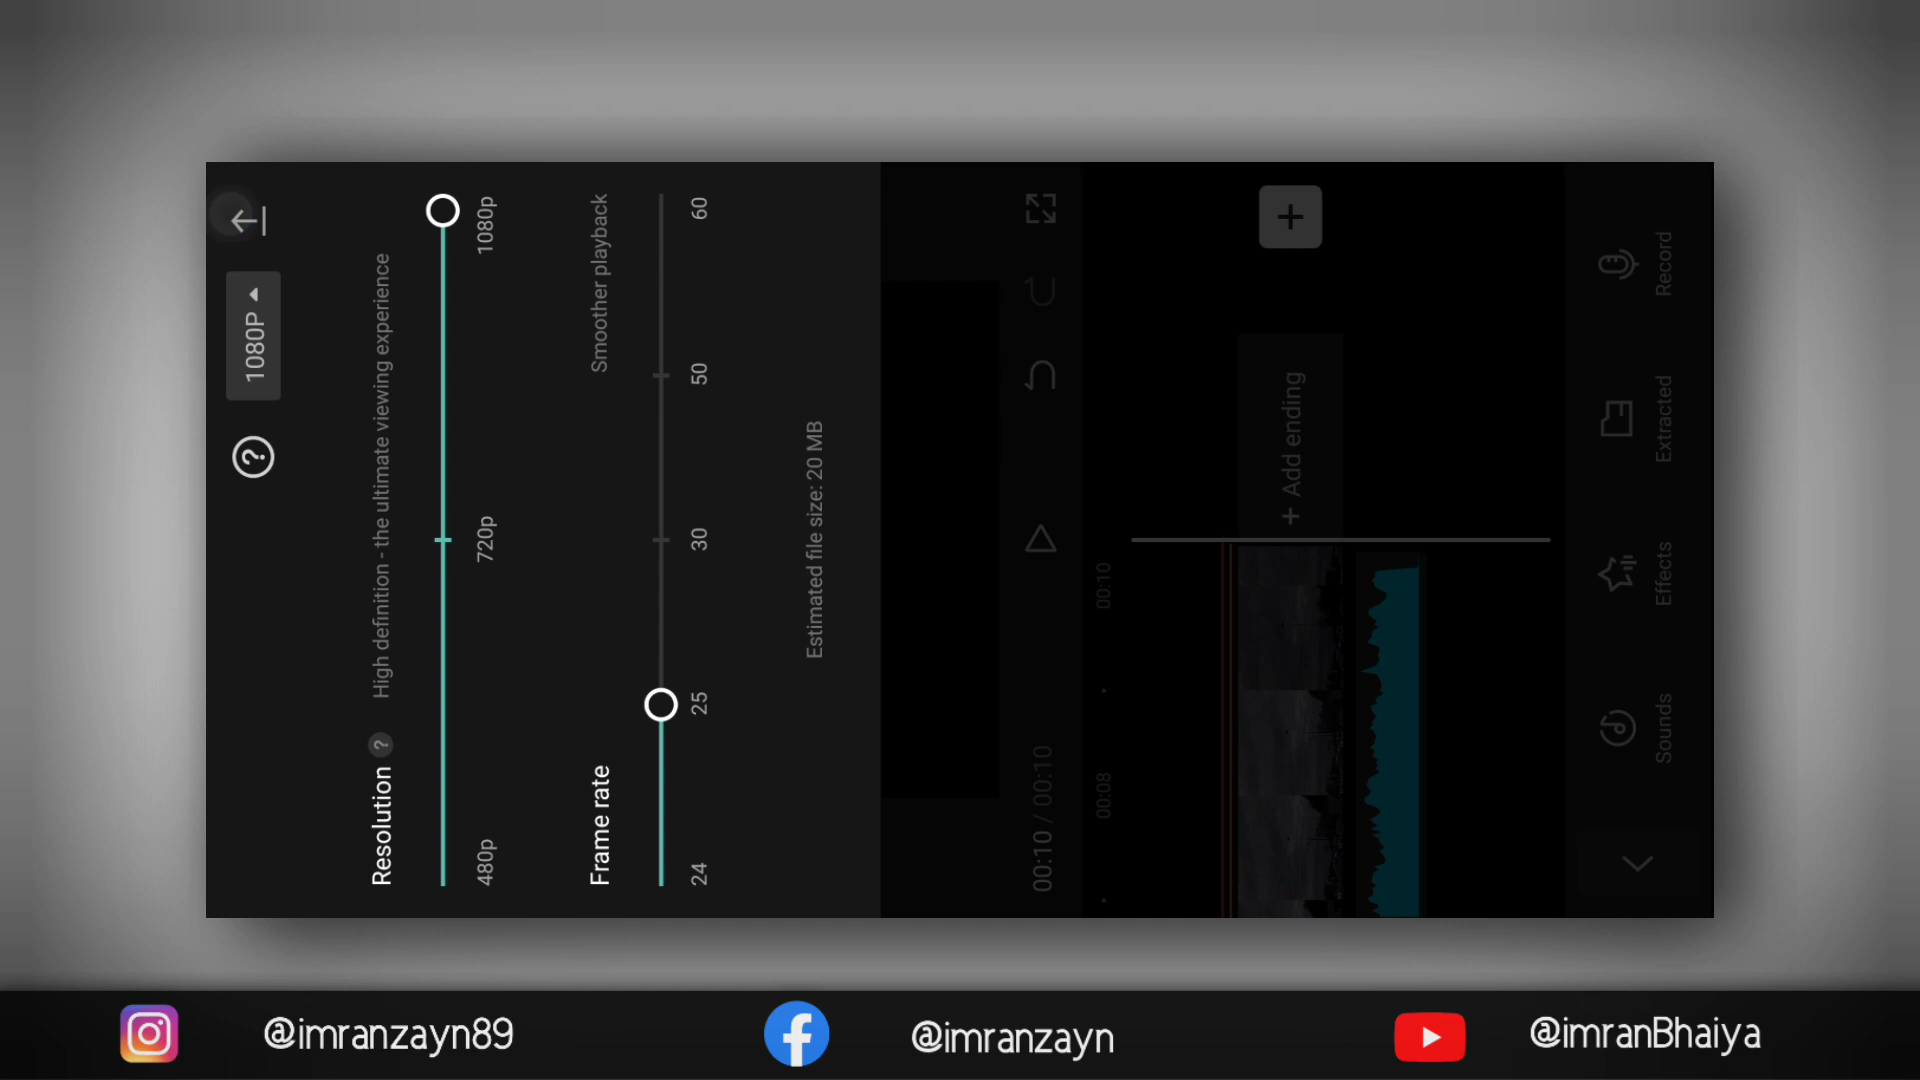 1080P
Resolution ? High definition - the ultimate viewing experience
480p 720p 1080p
Frame rate Smoother playback
24 25 30 50 60
Estimated file size: 20 MB
00:10 / 00:10
00:08 00:10
+ Add ending
+
Sounds Effects Extracted Record
@imranzayn89 @imranzayn @imranBhaiya